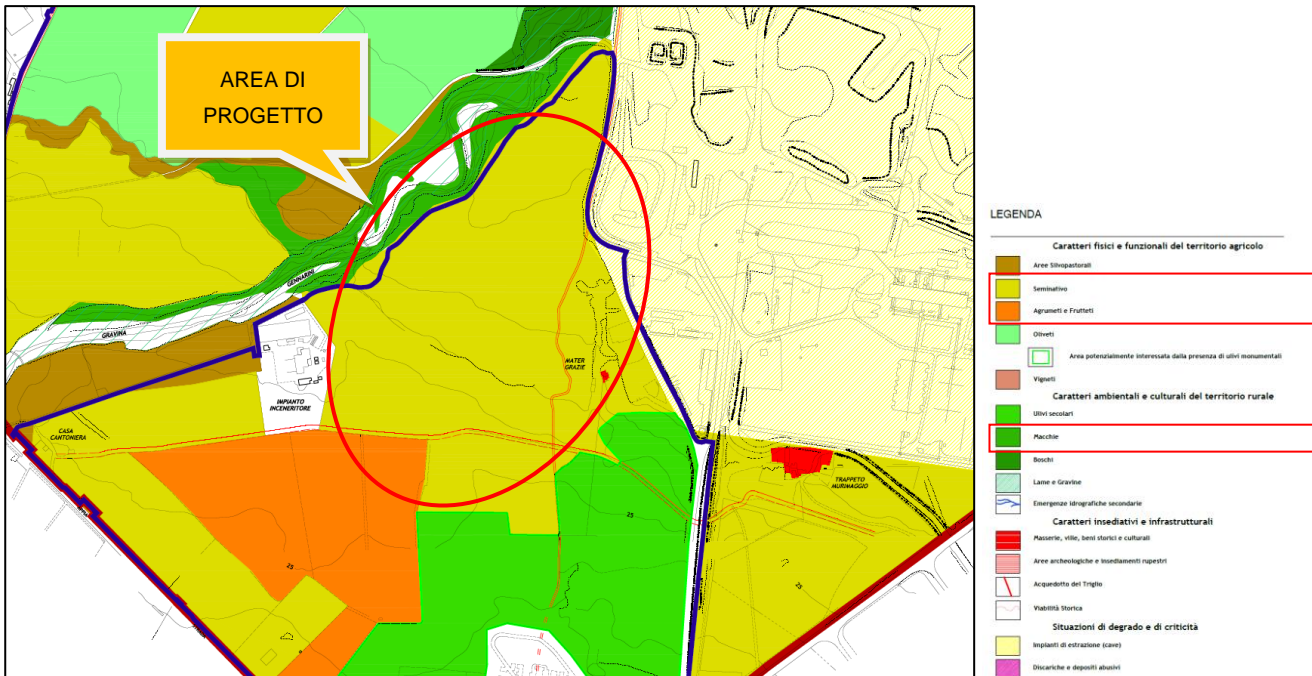 AREA DI
PROGETTO
GENNARINI
GRAVINA
IMPIANTO
INCENERITORE
MATER
GRAZIE
CASA
CANTONIERA
TRAPPETO
MURIMAGGIO
25
25
25
LEGENDA
Caratteri fisici e funzionali del territorio agricolo
Aree Silvopastorali
Seminativo
Agrumeti e Frutteti
Oliveti
Area potenzialmente interessata dalla presenza di ulivi monumentali
Vigneti
Caratteri ambientali e culturali del territorio rurale
Ulivi secolari
Macchie
Boschi
Lame e Gravine
Emergenze idrografiche secondarie
Caratteri insediativi e infrastrutturali
Masserie, ville, beni storici e culturali
Aree archeologiche e insediamenti rupestri
Acquedotto del Triglio
Viabilità Storica
Situazioni di degrado e di criticità
Impianti di estrazione (cave)
Discariche e depositi abusivi